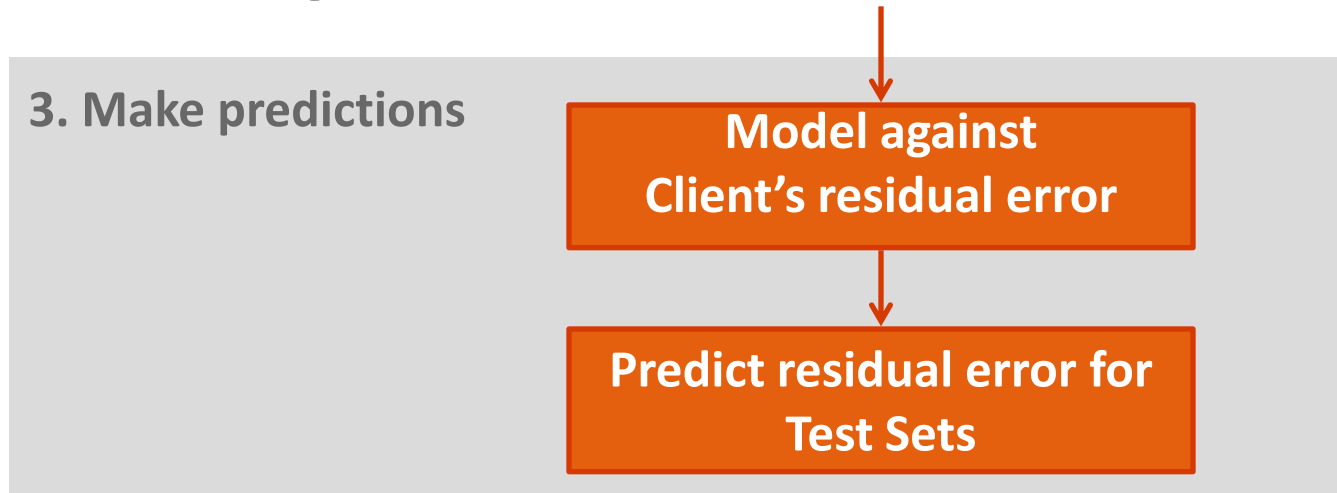 3. Make predictions
Model against
Client’s residual error
Predict residual error for
Test Sets